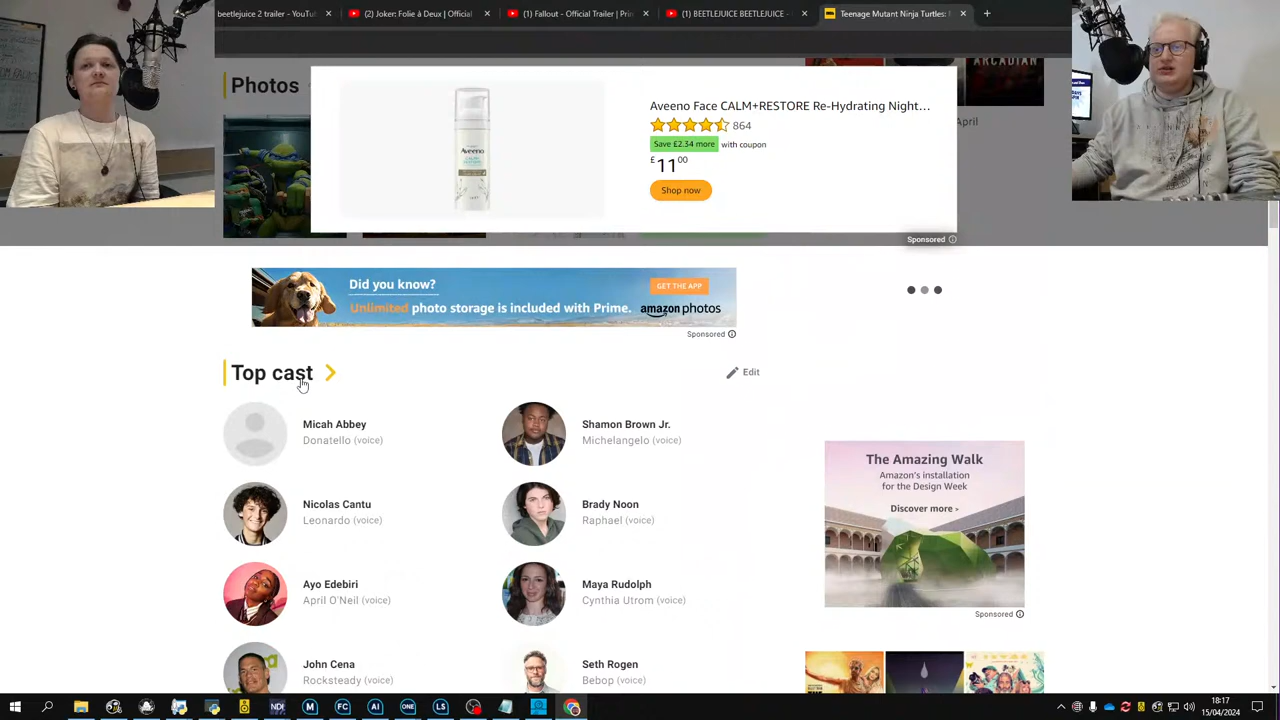 beetlejuice 2 trailer - YouTub
(2) Joker: Folie à Deux | Official
(1) Fallout - Official Trailer | Prim
(1) BEETLEJUICE BEETLEJUICE –
Teenage Mutant Ninja Turtles:
Photos
ARCADIAN
April
Aveeno Face CALM+RESTORE Re-Hydrating Night...
864
Save £2.34 more with coupon
£11.00
Shop now
Aveeno
Sponsored
Did you know?
Unlimited photo storage is included with Prime.
GET THE APP
amazon photos
Sponsored
Top cast
Edit
Micah Abbey
Donatello (voice)
Shamon Brown Jr.
Michelangelo (voice)
Nicolas Cantu
Leonardo (voice)
Brady Noon
Raphael (voice)
Ayo Edebiri
April O'Neil (voice)
Maya Rudolph
Cynthia Utrom (voice)
John Cena
Rocksteady (voice)
Seth Rogen
Bebop (voice)
The Amazing Walk
Amazon's installation
for the Design Week
Discover more >
Sponsored
18:17
15/04/2024